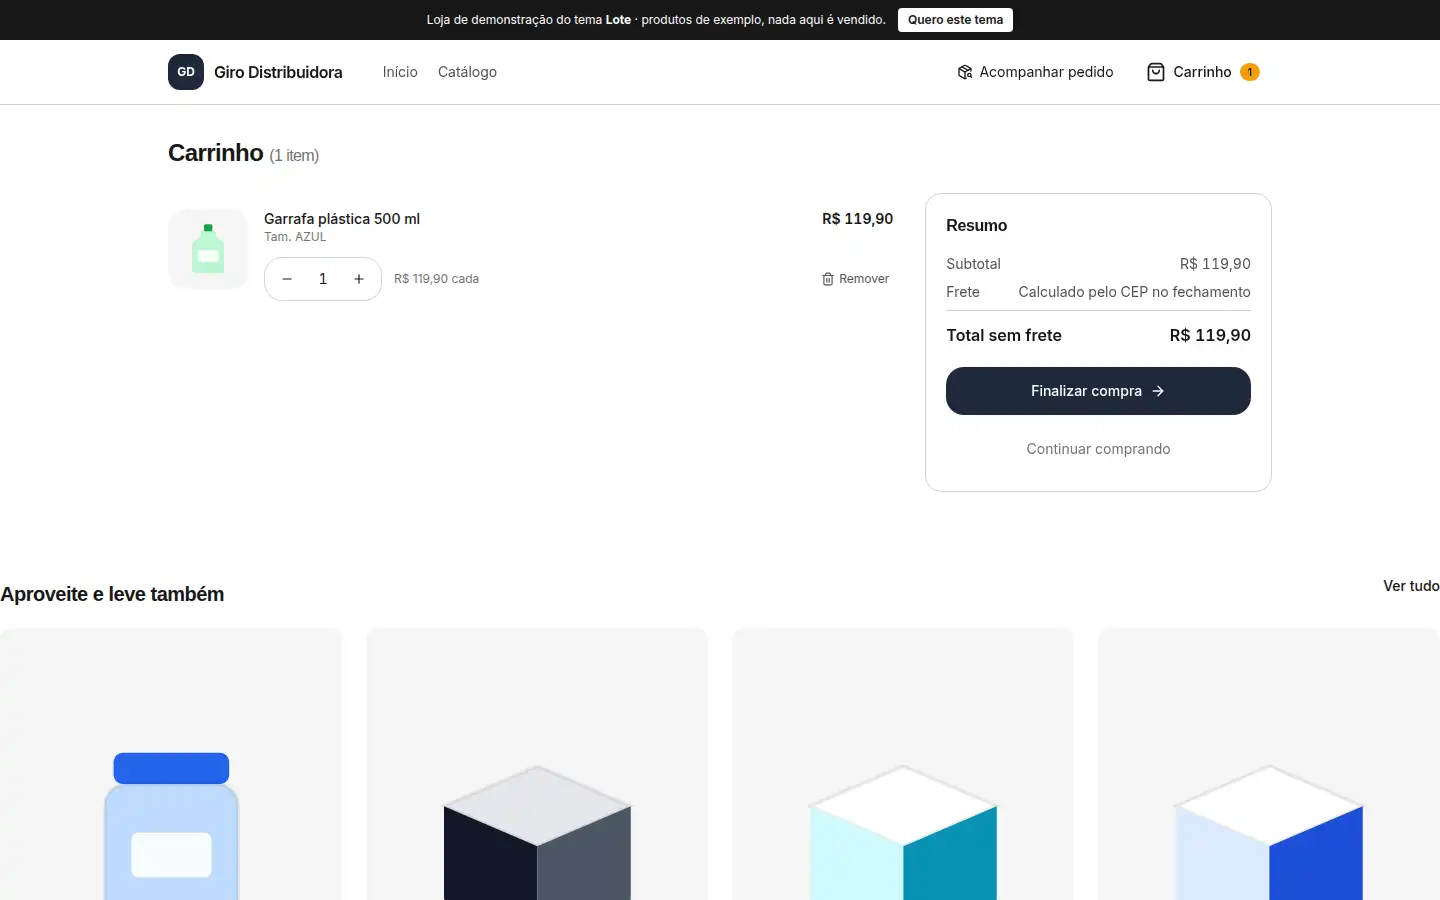 Loja de demonstração do tema Lote · produtos de exemplo, nada aqui é vendido. Quero este tema
GD Giro Distribuidora Início Catálogo Acompanhar pedido Carrinho 1
Carrinho (1 item)
Garrafa plástica 500 ml R$ 119,90
Tam. AZUL
1 R$ 119,90 cada Remover
Resumo
Subtotal R$ 119,90
Frete Calculado pelo CEP no fechamento
Total sem frete R$ 119,90
Finalizar compra
Continuar comprando
Aproveite e leve também Ver tudo